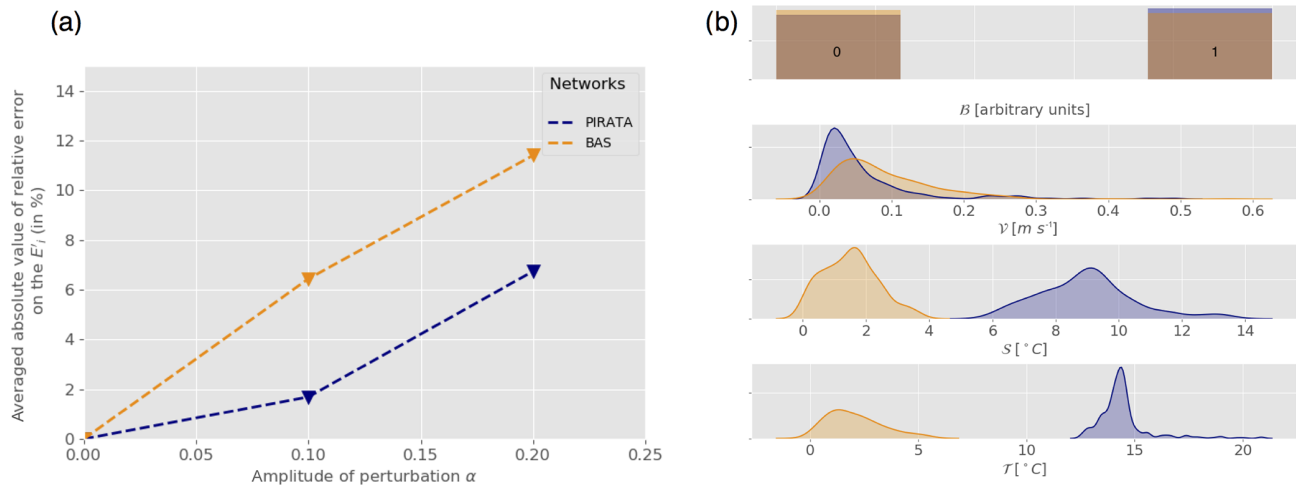 (a)
14
12
10
8
6
4
2
0
0.00 0.05 0.10 0.15 0.20 0.25
Averaged absolute value of relative error
on the E'ᵢ (in %)
Amplitude of perturbation α
Networks
PIRATA
BAS
(b)
0 1
ℬ [arbitrary units]
0.0 0.1 0.2 0.3 0.4 0.5 0.6
𝒱 [m s⁻¹]
0 2 4 6 8 10 12 14
𝒮 [°C]
0 5 10 15 20
𝒯 [°C]